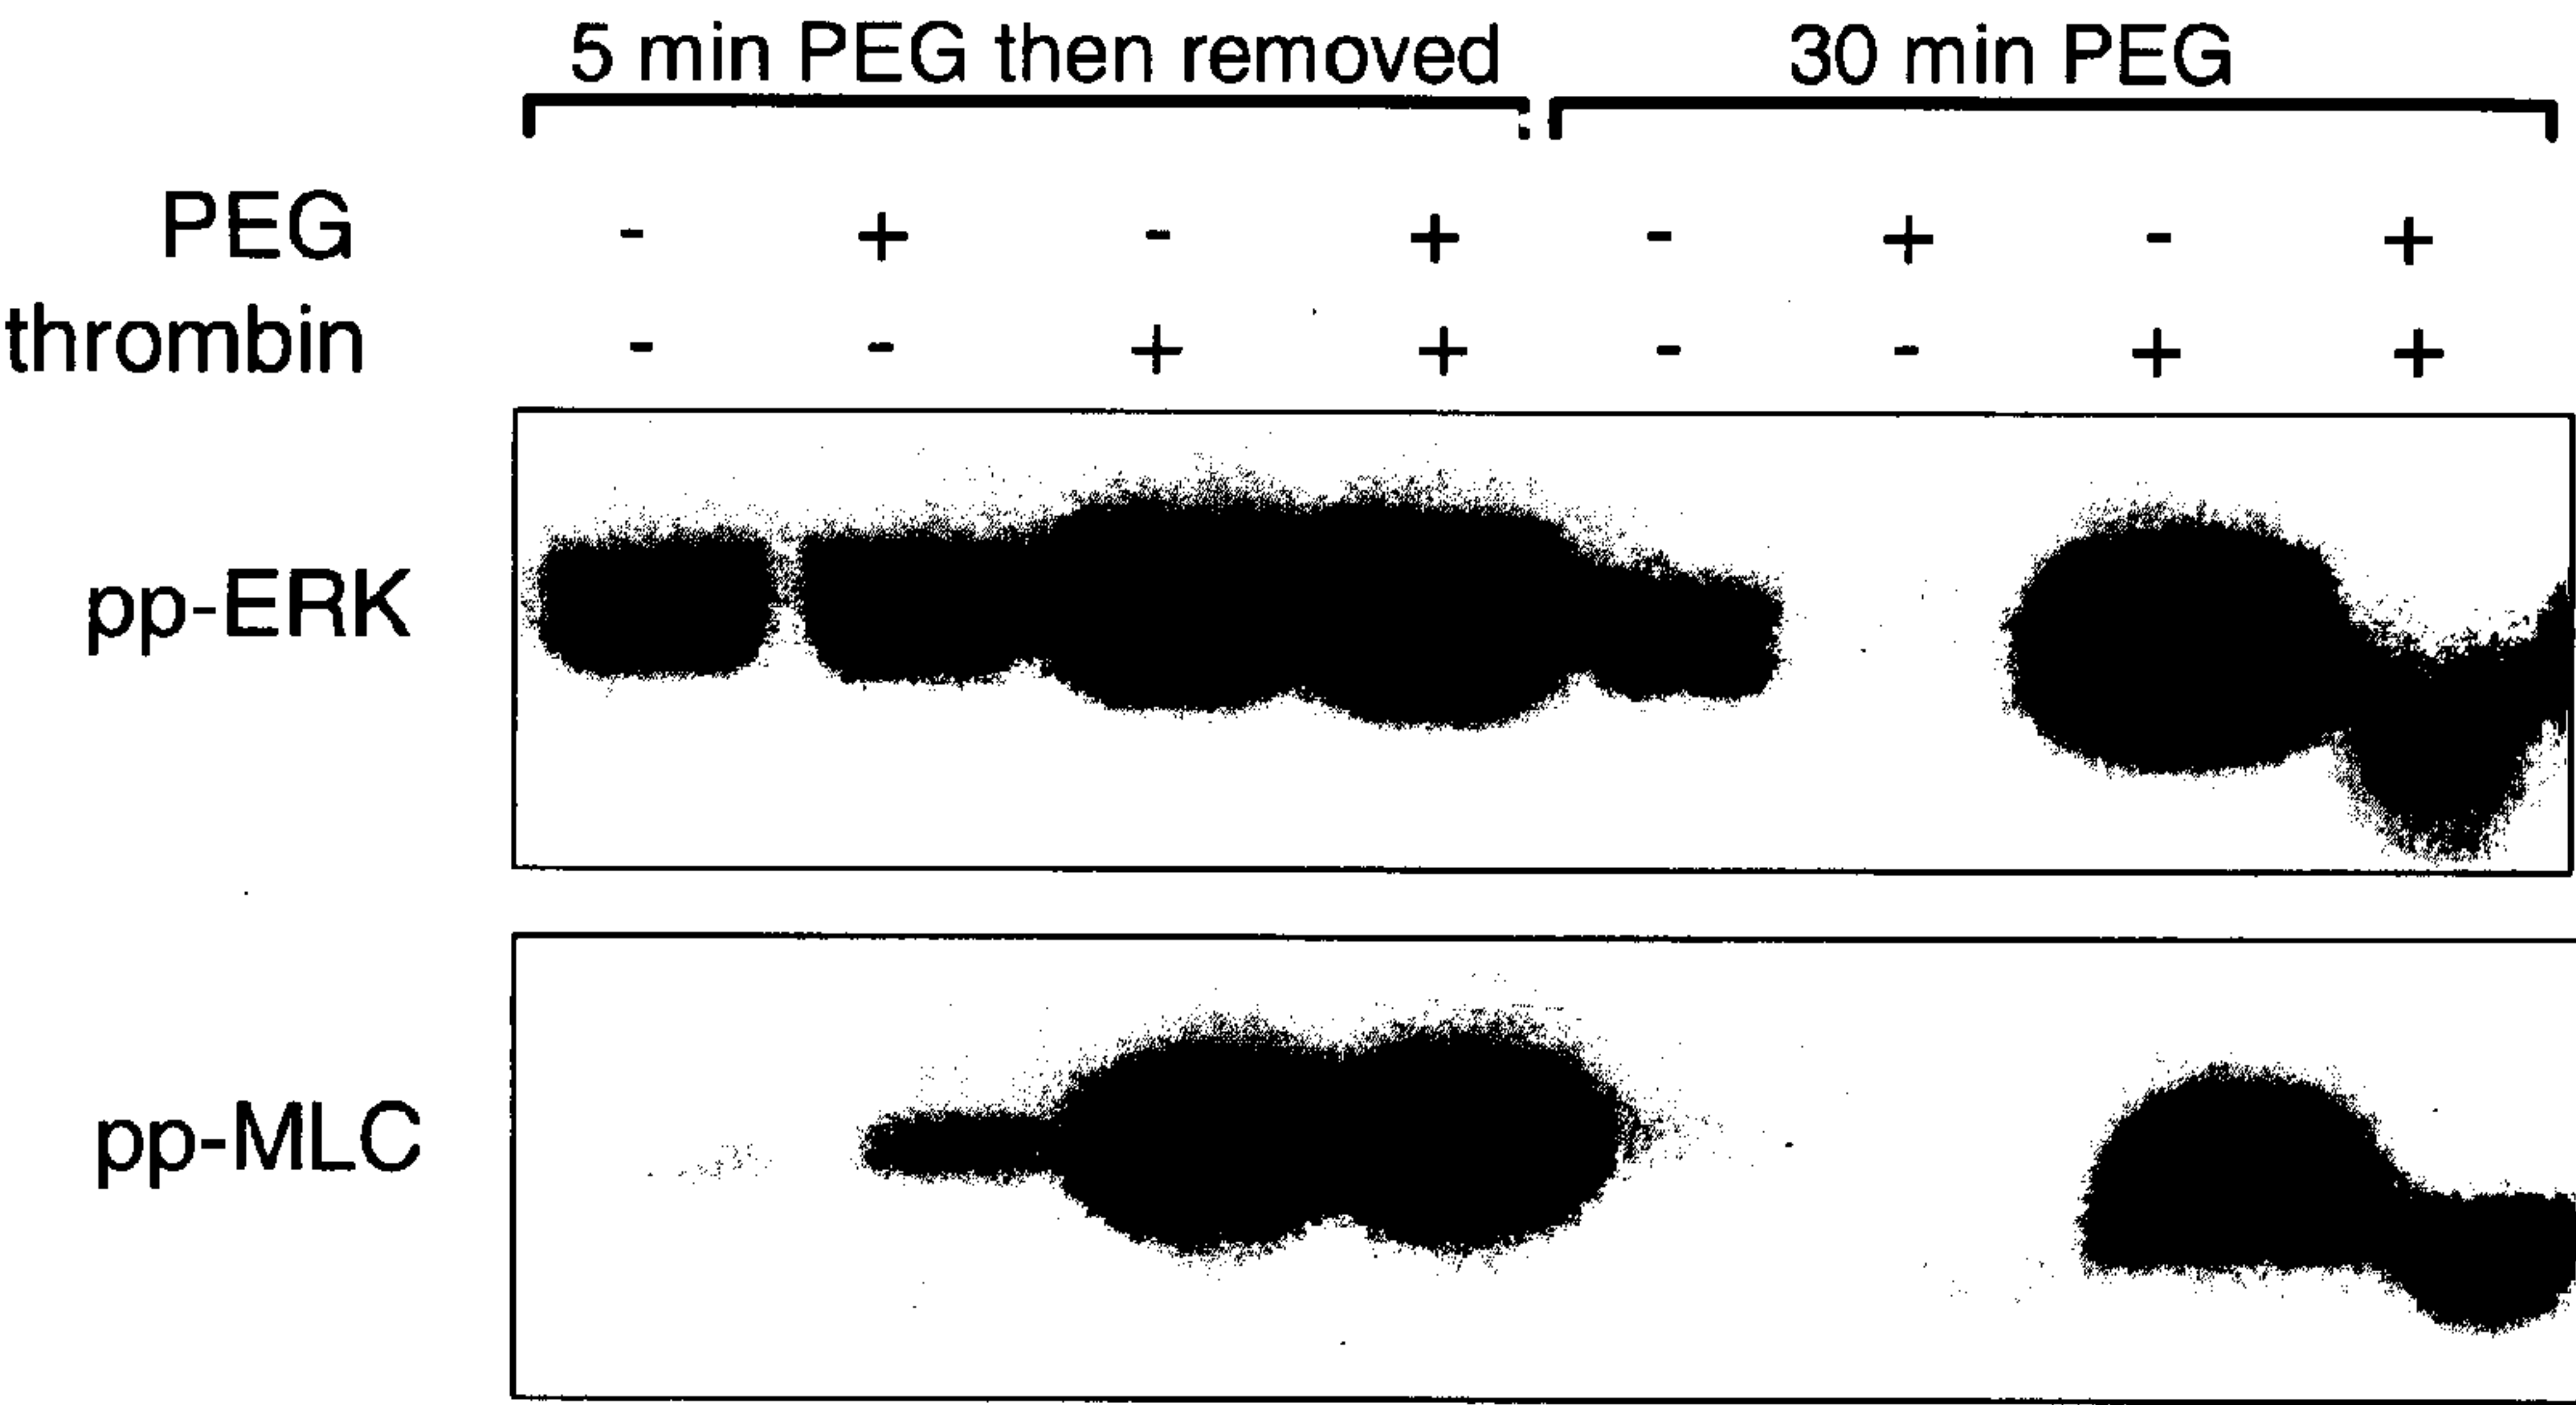 5 min PEG then removed 30 min PEG
PEG - + - + - + - +
thrombin - - + + - - + +
pp-ERK
pp-MLC